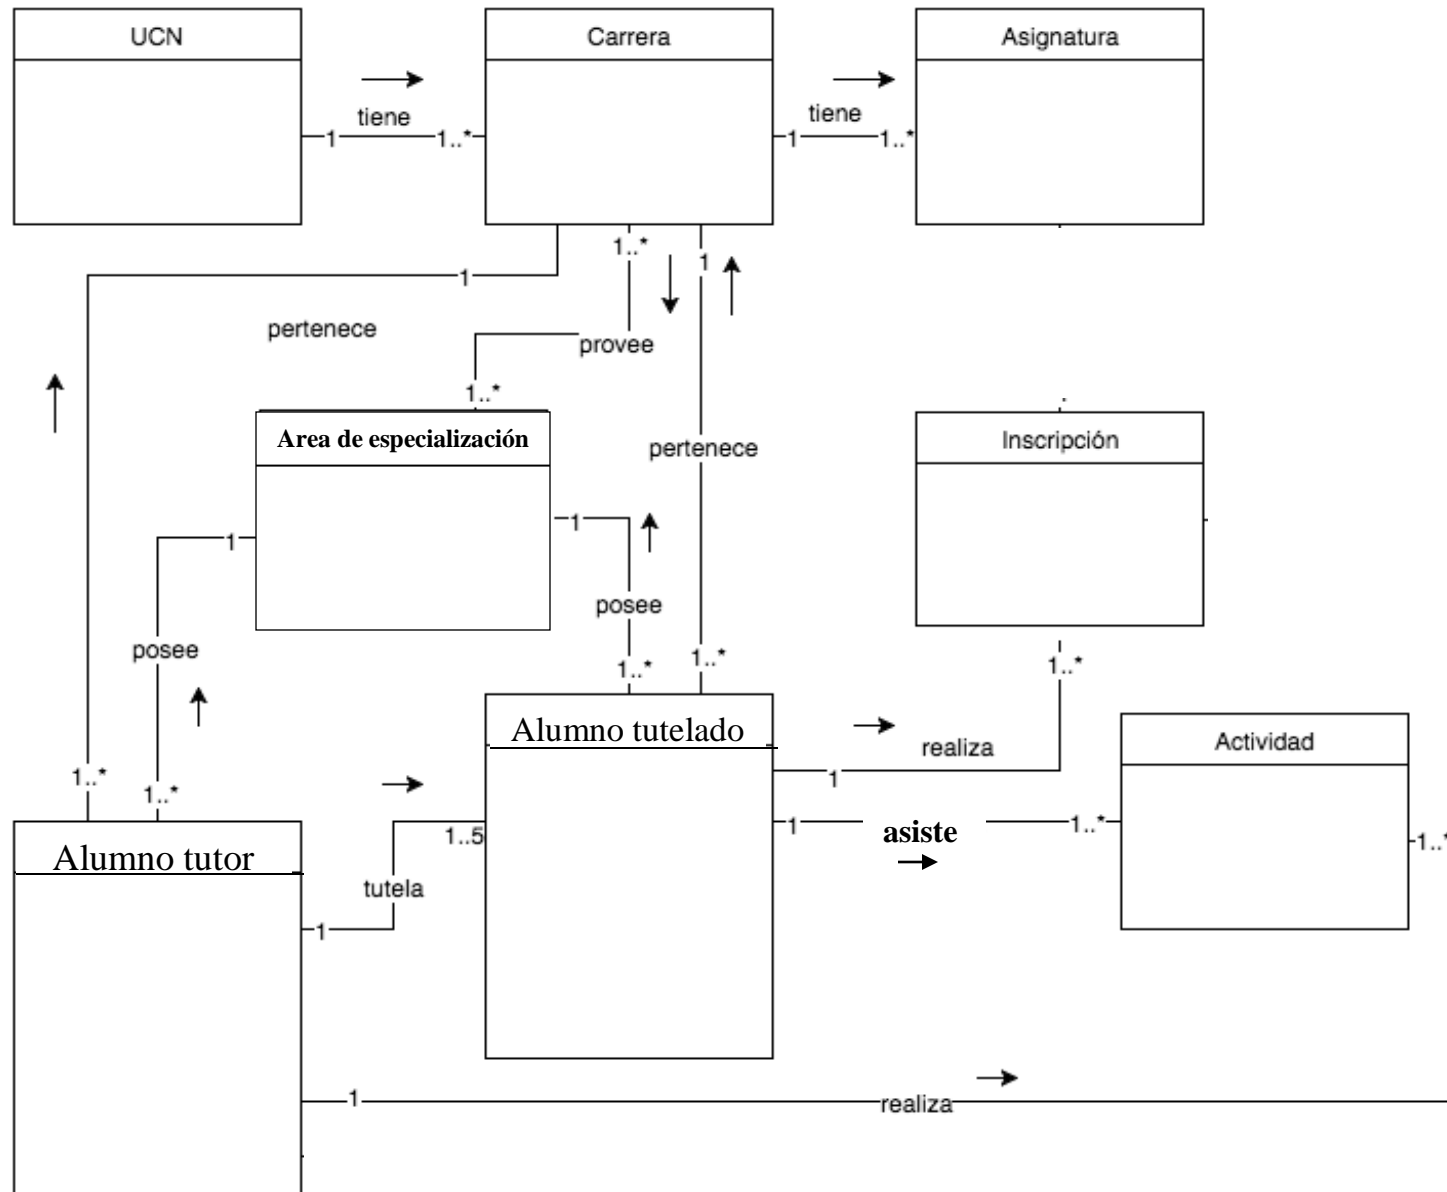 UCN
Carrera
Asignatura
tiene
tiene
1
1..*
1
1..*
1..*
1
1
pertenece
provee
1..*
Area de especialización
pertenece
Inscripción
1
1
posee
posee
1..*
1..*
1..*
Alumno tutelado
realiza
Actividad
1..*
1..*
1
1
asiste
1..*
1..*
1..5
Alumno tutor
tutela
1
1
realiza